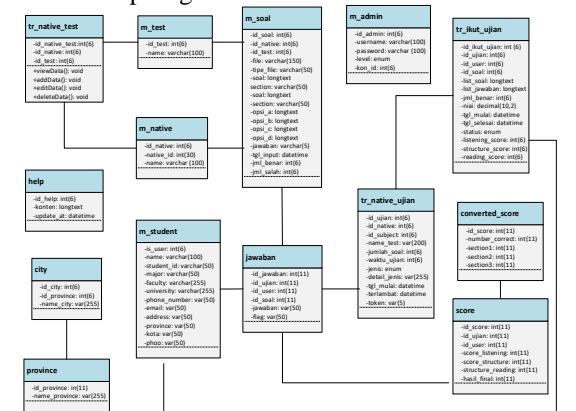 tr_native_test
-id_native_test:int(6)
-id_native: int(6)
-id_test: int(6)
+viewData(): void
+addData(): void
+editData(): void
+deleteData(): void
m_test
-id_test: int(6)
-name: varchar(100)
m_soal
-id_soal: int(6)
-id_native: int(6)
-id_test: int(6)
-file: varchar(150)
-tipe_file: varchar(50)
-soal: longtext
section: varchar(50)
-soal: longtext
-section: varchar(50)
-opsi_a: longtext
-opsi_b: longtext
-opsi_c: longtext
-opsi_d: longtext
-jawaban: varchar(5)
-tgl_input: datetime
-jml_benar: int(6)
-jml_salah: int(6)
m_admin
-id_admin: int(6)
-username: varchar(100)
-password: varchar (100)
-level: enum
-kon_id: int(6)
tr_ikut_ujian
-id_tes: int (6)
-id_ujian: int(6)
-id_user: int(6)
-id_soal: int(6)
-list_soal: longtext
-list_jawaban: longtext
-jml_benar: int(6)
-niai: decimal(10,2)
-tgl_mulai: datetime
-tgl_selesai: datetime
-status: enum
-listening_score: int(6)
-structure_score: int(6)
-reading_score: int(6)
m_native
-id_native: int(6)
-native_id: int(30)
-name: varchar (100)
help
-id_help: int(6)
-konten: longtext
-update_at: datetime
m_student
-is_user: int(6)
-name: varchar(100)
-student_id: varchar(50)
-major: varchar(50)
-faculty: varchar(255)
-university: varchar(255)
-phone_number: var(50)
-email: var(50)
-address: var(50)
-province: var(50)
-kota: var(50)
-phoo: var(50)
jawaban
-id_jawaban: int(11)
-id_ujian: int(11)
-id_user: int(11)
-id_soal: int(11)
-jawaban: var(50)
-flag: var(50)
tr_native_ujian
-id_ujian: int(6)
-id_native: int(6)
-id_subject: int(6)
-name_test: var(200)
-jumlah_soal: int(6)
-waktu_ujian: int(6)
-jenis: enum
-detail_jenis: var(255)
-tgl_mulai: datetime
-terlambat: datetime
-token: var(5)
converted_score
-id_score: int(11)
-number_correct: int(11)
-section1: int(11)
-section2: int(11)
-section3: int(11)
city
-id_city: int(6)
-id_province: int(6)
-name_city: var(255)
score
-id_score: int(11)
-id_ujian: int(11)
-id_user: int(11)
-score_listening: int(11)
-score_structure: int(11)
-structure_reading: int(11)
-hasil_final: int(11)
province
-id_province: in(11)
-name_province: var(255)